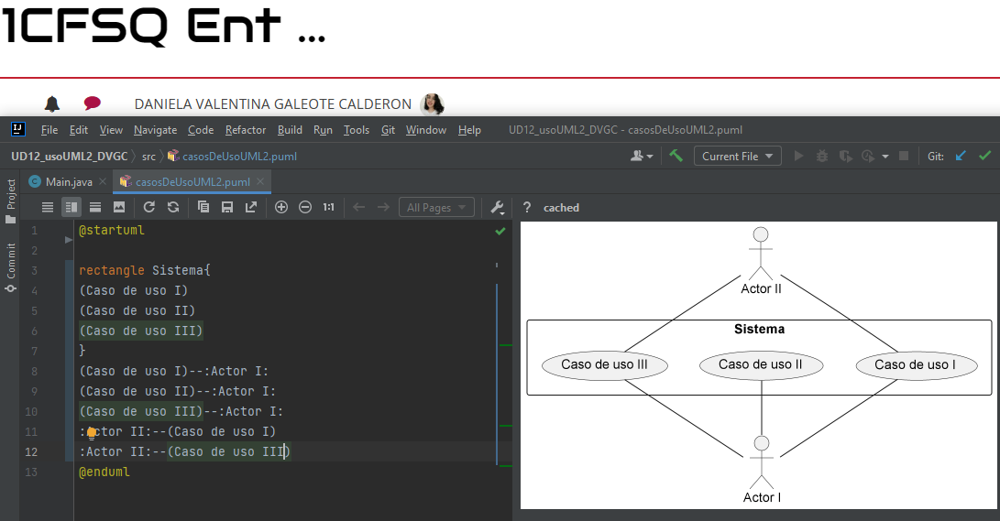 1CFSQ Ent ...
DANIELA VALENTINA GALEOTE CALDERON
IJ File Edit View Navigate Code Refactor Build Run Tools Git Window Help UD12_usoUML2_DVGC - casosDeUsoUML2.puml
UD12_usoUML2_DVGC src casosDeUsoUML2.puml Current File Git:
Project
Commit
C Main.java casosDeUsoUML2.puml
1:1 All Pages ? cached
1 @startuml
2
3 rectangle Sistema{
4 (Caso de uso I)
5 (Caso de uso II)
6 (Caso de uso III)
7 }
8 (Caso de uso I)--:Actor I:
9 (Caso de uso II)--:Actor I:
10 (Caso de uso III)--:Actor I:
11 :Actor II:--(Caso de uso I)
12 :Actor II:--(Caso de uso III)
13 @enduml
Actor II
Sistema
Caso de uso III Caso de uso II Caso de uso I
Actor I